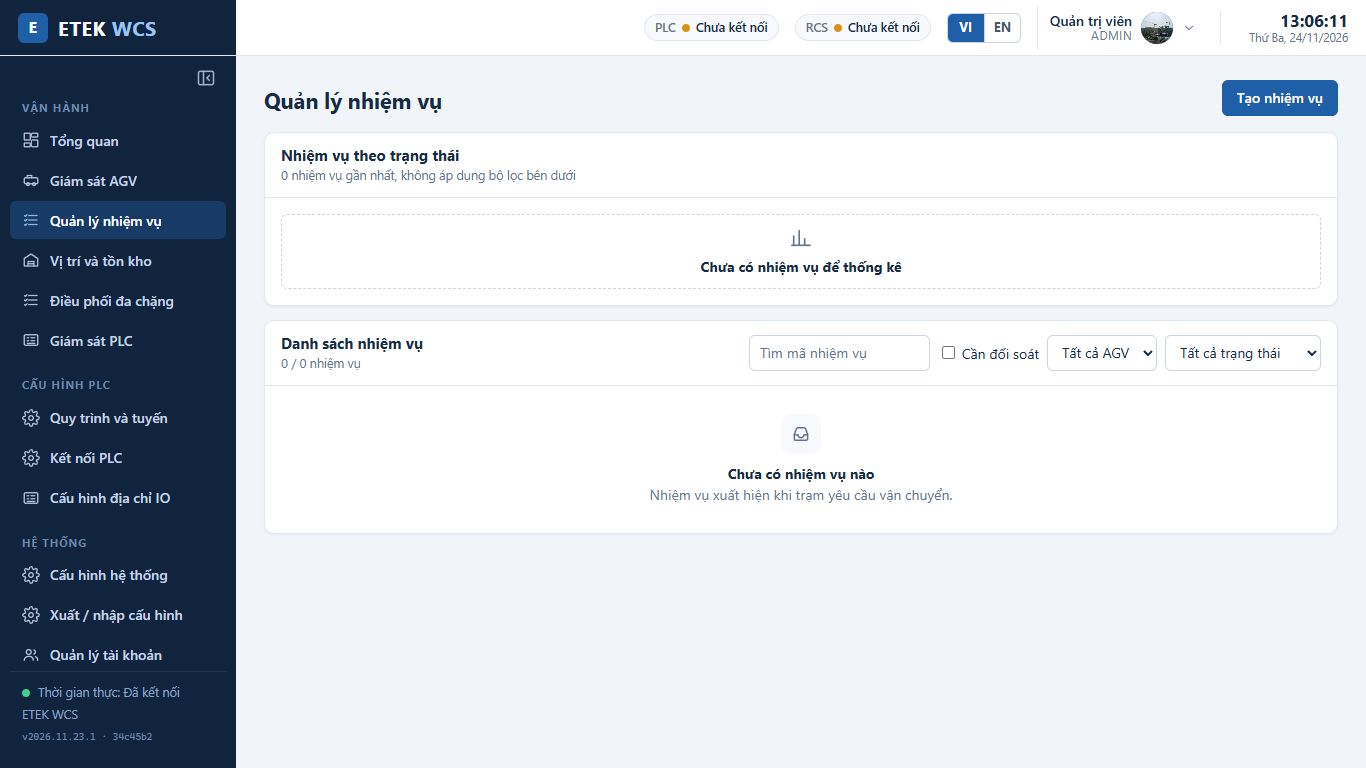 E ETEK WCS
PLC Chưa kết nối
RCS Chưa kết nối
VI EN
Quản trị viên
ADMIN
13:06:11
Thứ Ba, 24/11/2026
VẬN HÀNH
Tổng quan
Giám sát AGV
Quản lý nhiệm vụ
Vị trí và tồn kho
Điều phối đa chặng
Giám sát PLC
CẤU HÌNH PLC
Quy trình và tuyến
Kết nối PLC
Cấu hình địa chỉ IO
HỆ THỐNG
Cấu hình hệ thống
Xuất / nhập cấu hình
Quản lý tài khoản
Thời gian thực: Đã kết nối
ETEK WCS
v2026.11.23.1 · 34c45b2
Quản lý nhiệm vụ
Tạo nhiệm vụ
Nhiệm vụ theo trạng thái
0 nhiệm vụ gần nhất, không áp dụng bộ lọc bên dưới
Chưa có nhiệm vụ để thống kê
Danh sách nhiệm vụ
0 / 0 nhiệm vụ
Tìm mã nhiệm vụ
Cần đối soát
Tất cả AGV
Tất cả trạng thái
Chưa có nhiệm vụ nào
Nhiệm vụ xuất hiện khi trạm yêu cầu vận chuyển.